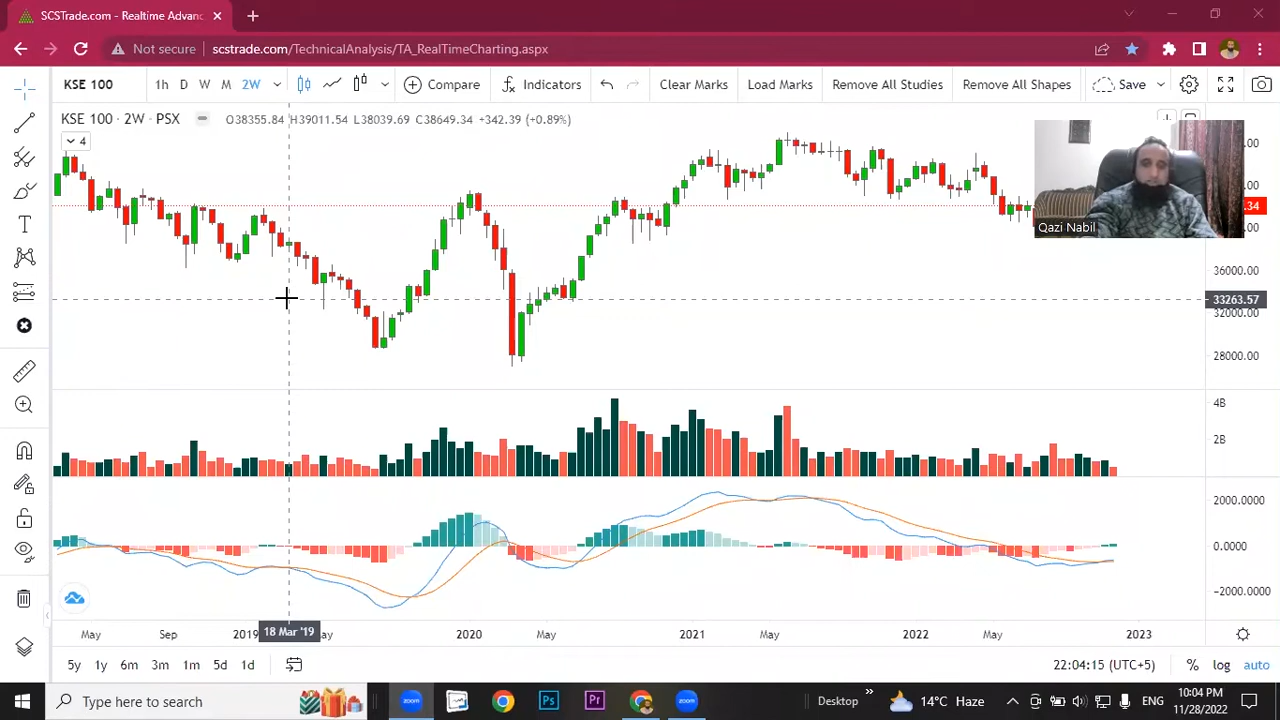 SCSTrade.com - Realtime Advanc
Not secure
scstrade.com/TechnicalAnalysis/TA_RealTimeCharting.aspx
KSE 100
1h D W M 2W
Compare
Indicators
Clear Marks
Load Marks
Remove All Studies
Remove All Shapes
Save
KSE 100 · 2W · PSX
O38355.84 H39011.54 L38039.69 C38649.34 +342.39 (+0.89%)
4
Qazi Nabil
36000.00
33263.57
32000.00
28000.00
4B
2B
2000.0000
0.0000
−2000.0000
May Sep 2019 18 Mar '19 2020 May 2021 May 2022 May 2023
5y 1y 6m 3m 1m 5d 1d
22:04:15 (UTC+5)
% log auto
Type here to search
zoom
Ps
Pr
zoom
Desktop
14°C Haze
ENG
10:04 PM
11/28/2022